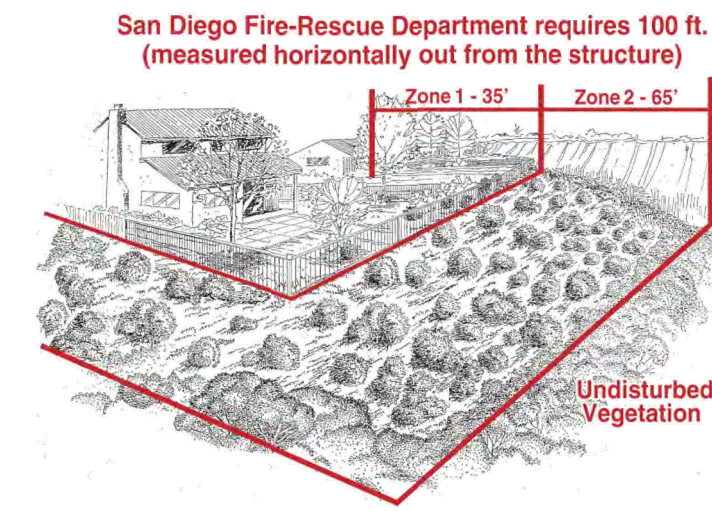 San Diego Fire-Rescue Department requires 100 ft.
(measured horizontally out from the structure)
Zone 1 - 35’
Zone 2 - 65’
Undisturbed
Vegetation